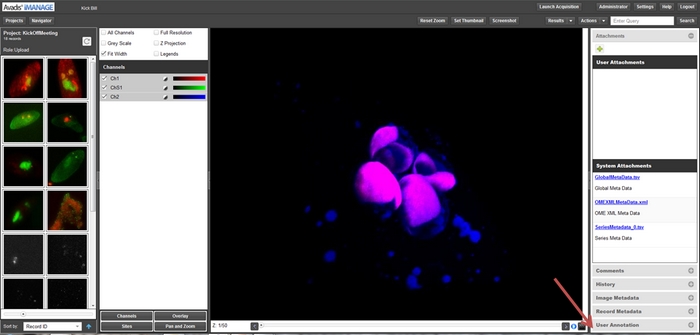 Avadis® iMANAGE
Kick Bill
Launch Acquisition Administrator Settings Help Logout
Projects Navigator Reset Zoom Set Thumbnail Screenshot Results Actions Enter Query Search
Project: KickOffMeeting
18 records
Rote Upload
All Channels Full Resolution
Grey Scale Z Projection
Fit Width Legends
Channels
Ch1
ChS1
Ch2
Attachments
User Attachments
System Attachments
GlobalMetaData.tsv
Global Meta Data
OMEXMLMetaData.xml
OME XML Meta Data
SeriesMetadata_0.tsv
Series Meta Data
Comments
History
Image Metadata
Record Metadata
User Annotation
Channels Overlay
Sites Pan and Zoom
Sort by: Record ID
Z: 1/50